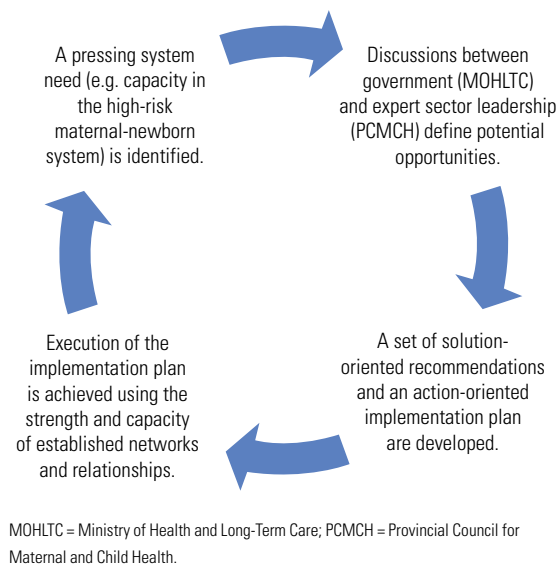 A pressing system
need (e.g. capacity in
the high-risk
maternal-newborn
system) is identified.
Discussions between
government (MOHLTC)
and expert sector leadership
(PCMCH) define potential
opportunities.
A set of solution-
oriented recommendations
and an action-oriented
implementation plan
are developed.
Execution of the
implementation plan
is achieved using the
strength and capacity
of established networks
and relationships.
MOHLTC = Ministry of Health and Long-Term Care; PCMCH = Provincial Council for
Maternal and Child Health.